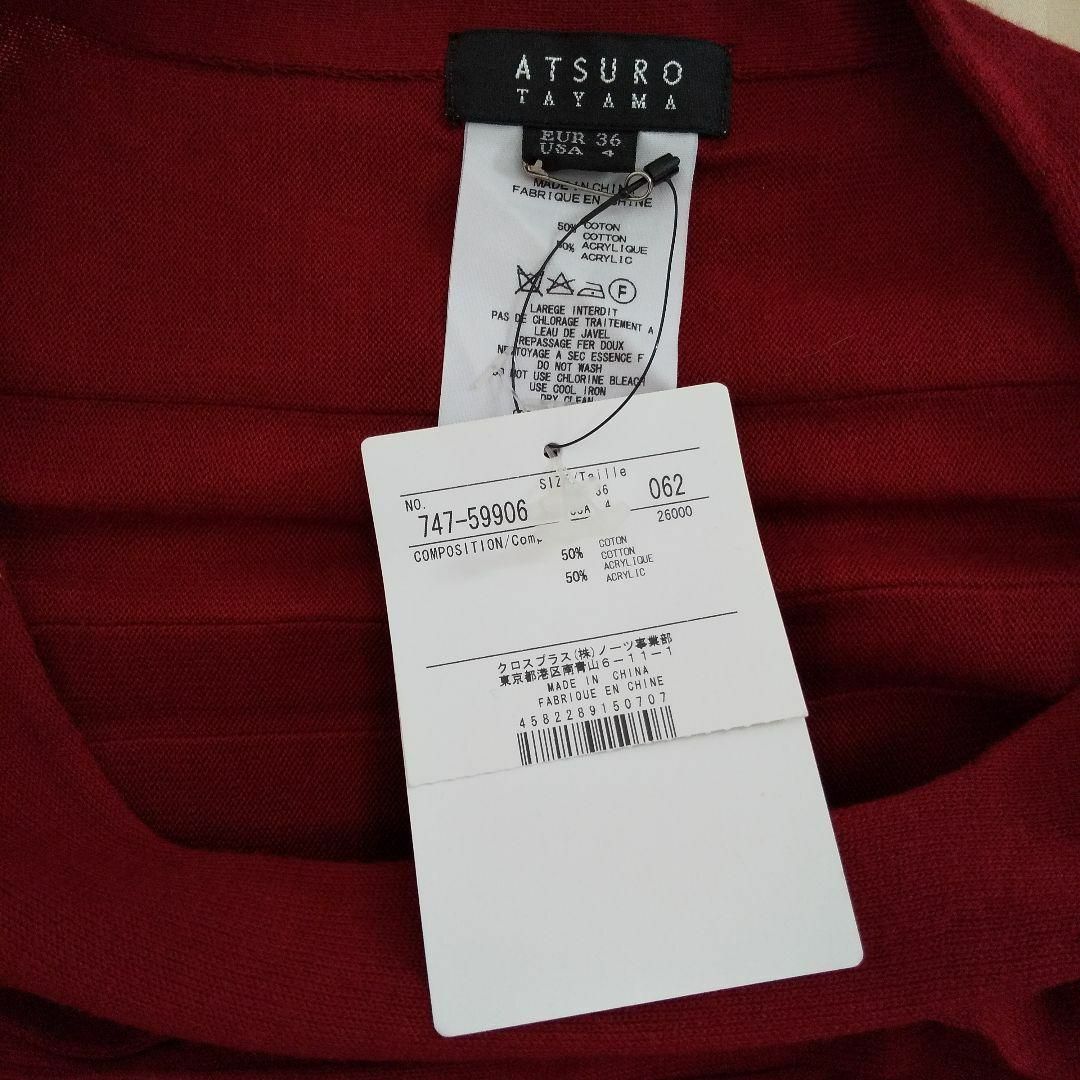 ATSURO
TAYAMA
EUR 36
USA 4
MADE IN
FABRIQUE EN
50% COTON
COTTON
ACRYLIQUE
ACRYLIC
F
LAREGE INTERDIT
PAS DE CHLORAGE TRAITEMENT A
LEAU DE JAVEL
REPASSAGE FER DOUX
NETTOYAGE A SEC ESSENCE F
DO NOT WASH
DO NOT USE CHLORINE BLEACH
USE COOL IRON
DRY CLEAN
SIZE/Taille
NO.
747-59906
36
062
USA 4
26000
COMPOSITION/Comp
50% COTON
COTTON
ACRYLIQUE
50% ACRYLIC
クロスプラス(株)ノーツ事業部
東京都港区南青山6-11-1
MADE IN CHINA
FABRIQUE EN CHINE
4582289150707